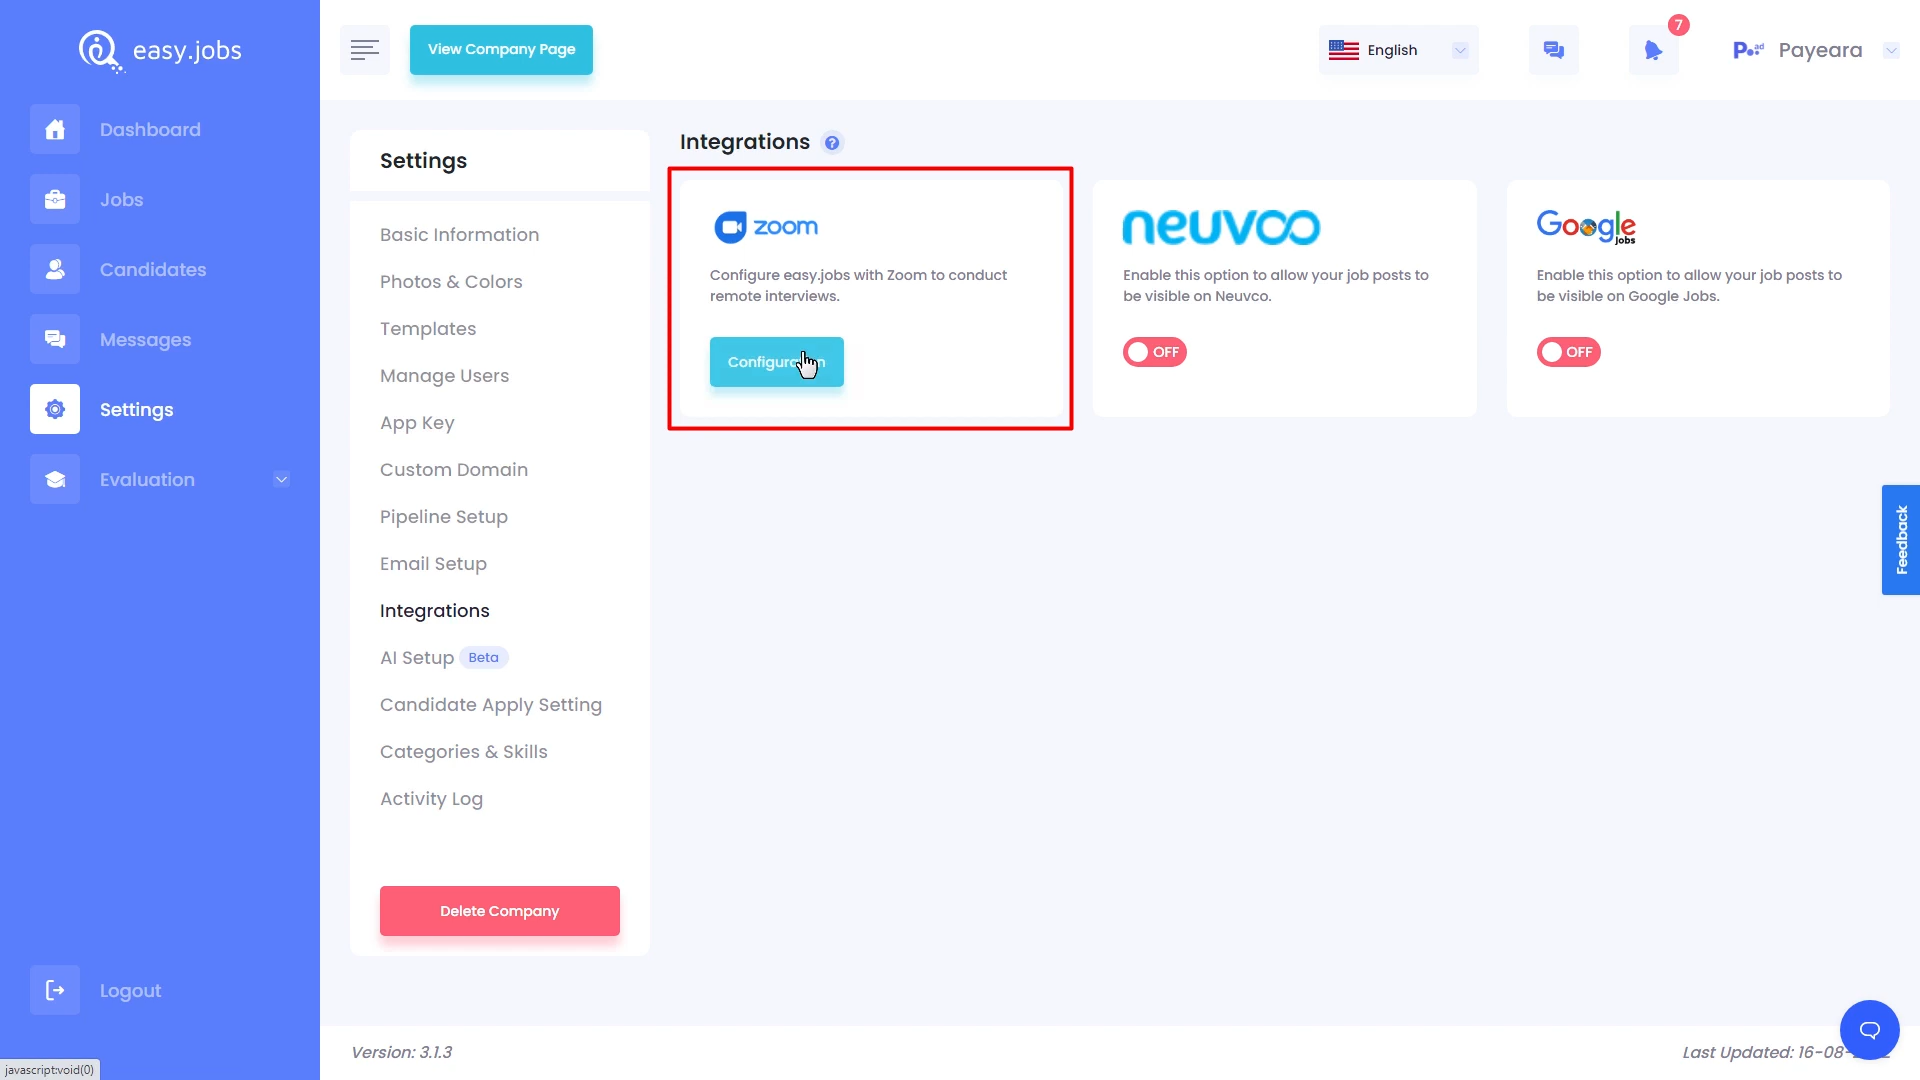 easy.jobs
View Company Page
English
7
Payeara
Dashboard
Jobs
Candidates
Messages
Settings
Evaluation
Logout
Settings
Basic Information
Photos & Colors
Templates
Manage Users
App Key
Custom Domain
Pipeline Setup
Email Setup
Integrations
AI Setup Beta
Candidate Apply Setting
Categories & Skills
Activity Log
Delete Company
Integrations ?
zoom
Configure easy.jobs with Zoom to conduct
remote interviews.
neuvoo
Enable this option to allow your job posts to
be visible on Neuvco.
OFF
Google
Jobs
Enable this option to allow your job posts to
be visible on Google Jobs.
OFF
Feedback
Version: 3.1.3
Last Updated: 16-08-
javascript:void(0)